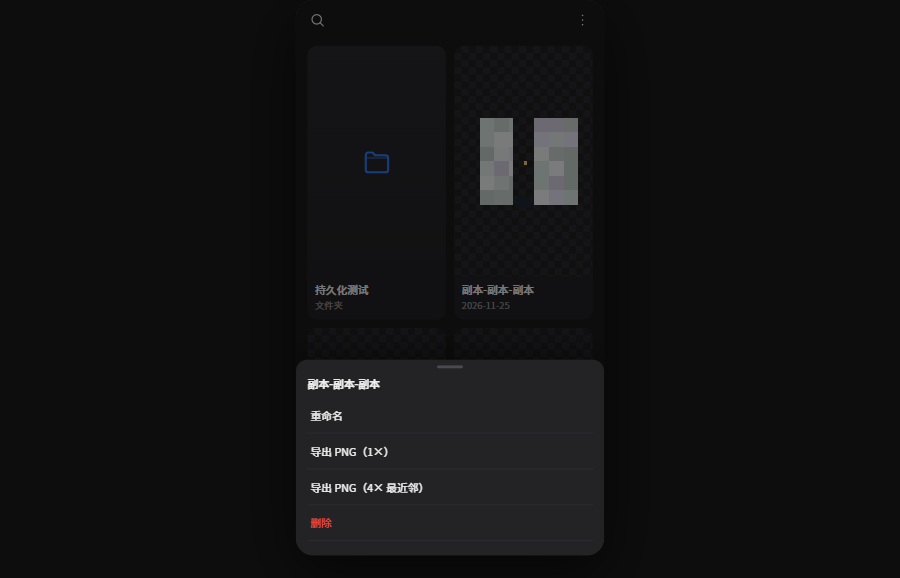 持久化测试
文件夹
副本-副本-副本
2026-11-25
副本-副本-副本
重命名
导出 PNG（1×）
导出 PNG（4× 最近邻）
删除